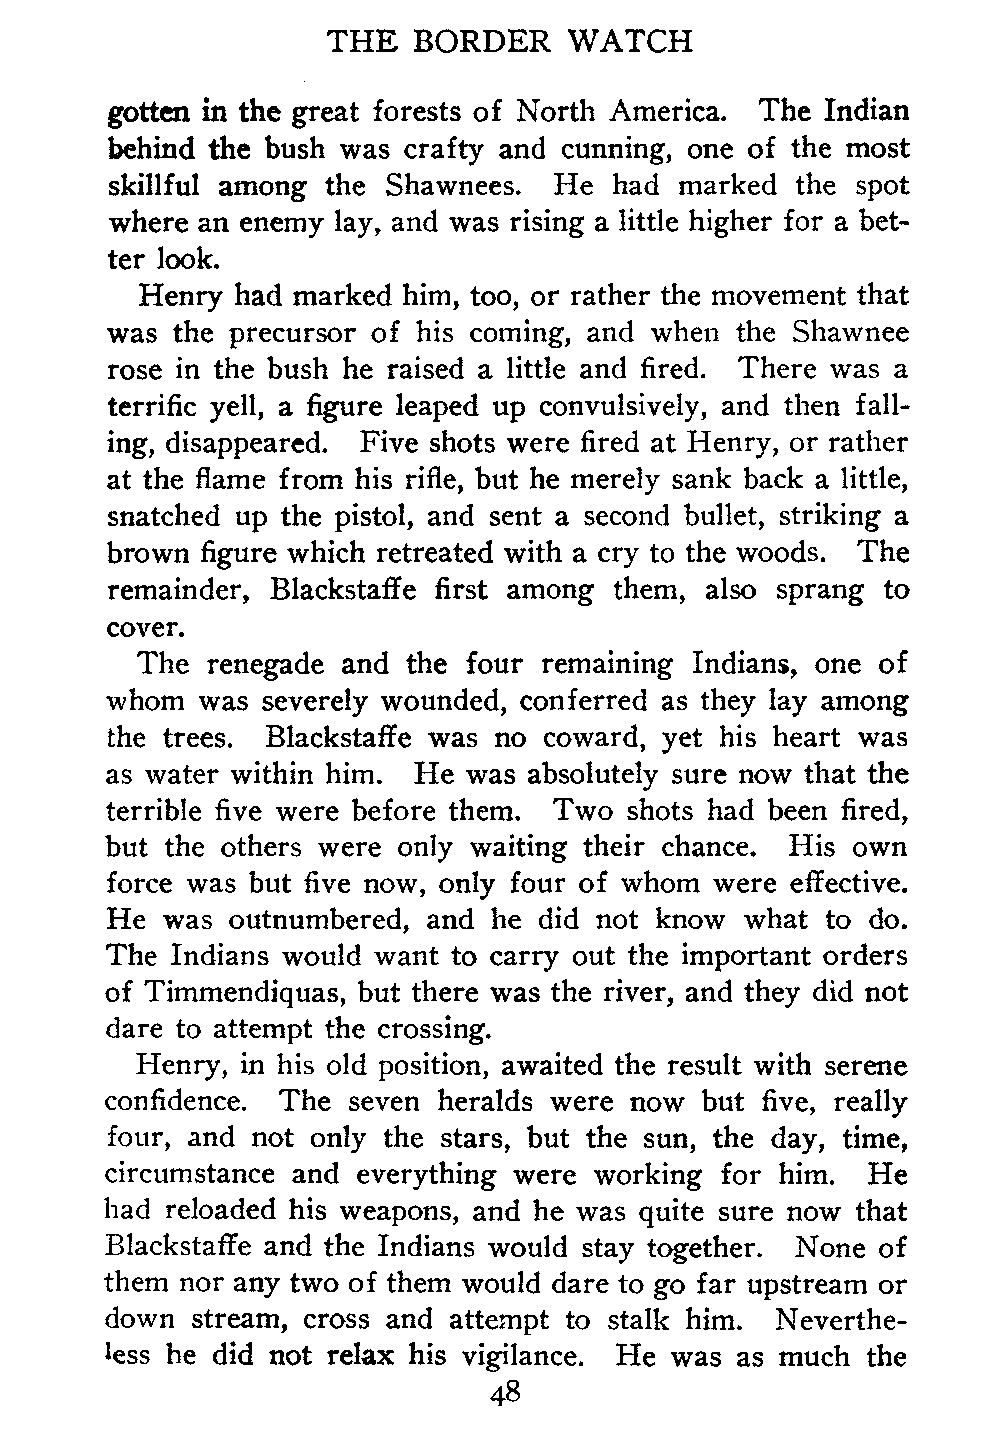 THE BORDER WATCH
gotten in the great forests of North America. The Indian
behind the bush was crafty and cunning, one of the most
skillful among the Shawnees. He had marked the spot
where an enemy lay, and was rising a little higher for a bet-
ter look.
Henry had marked him, too, or rather the movement that
was the precursor of his coming, and when the Shawnee
rose in the bush he raised a little and fired. There was a
terrific yell, a figure leaped up convulsively, and then fall-
ing, disappeared. Five shots were fired at Henry, or rather
at the flame from his rifle, but he merely sank back a little,
snatched up the pistol, and sent a second bullet, striking a
brown figure which retreated with a cry to the woods. The
remainder, Blackstaffe first among them, also sprang to
cover.
The renegade and the four remaining Indians, one of
whom was severely wounded, conferred as they lay among
the trees. Blackstaffe was no coward, yet his heart was
as water within him. He was absolutely sure now that the
terrible five were before them. Two shots had been fired,
but the others were only waiting their chance. His own
force was but five now, only four of whom were effective.
He was outnumbered, and he did not know what to do.
The Indians would want to carry out the important orders
of Timmendiquas, but there was the river, and they did not
dare to attempt the crossing.
Henry, in his old position, awaited the result with serene
confidence. The seven heralds were now but five, really
four, and not only the stars, but the sun, the day, time,
circumstance and everything were working for him. He
had reloaded his weapons, and he was quite sure now that
Blackstaffe and the Indians would stay together. None of
them nor any two of them would dare to go far upstream or
down stream, cross and attempt to stalk him. Neverthe-
less he did not relax his vigilance. He was as much the
48